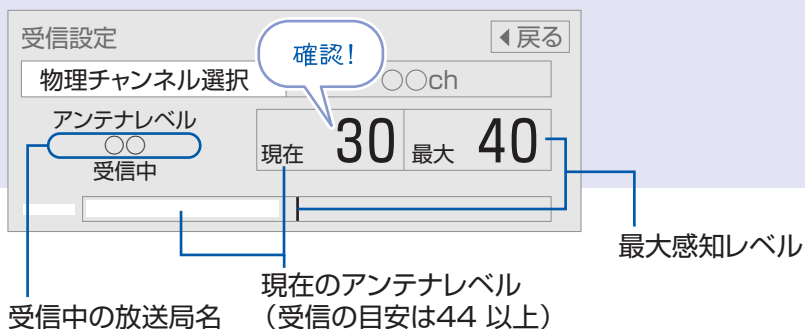 受信設定
戻る
確認!
物理チャンネル選択
○○ch
アンテナレベル
○○
受信中
現在 30 最大 40
最大感知レベル
現在のアンテナレベル
受信中の放送局名
(受信の目安は44 以上)